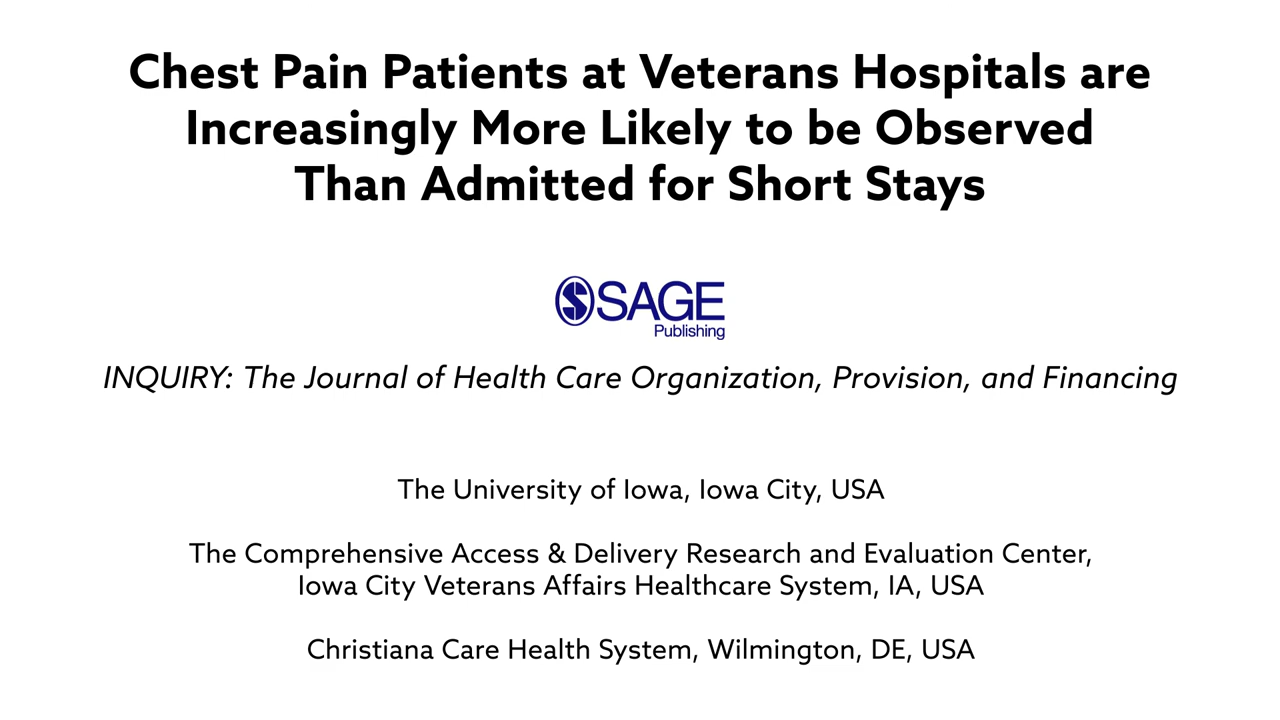 Chest Pain Patients at Veterans Hospitals are
Increasingly More Likely to be Observed
Than Admitted for Short Stays
SAGE
Publishing
INQUIRY: The Journal of Health Care Organization, Provision, and Financing
The University of Iowa, Iowa City, USA
The Comprehensive Access & Delivery Research and Evaluation Center,
Iowa City Veterans Affairs Healthcare System, IA, USA
Christiana Care Health System, Wilmington, DE, USA